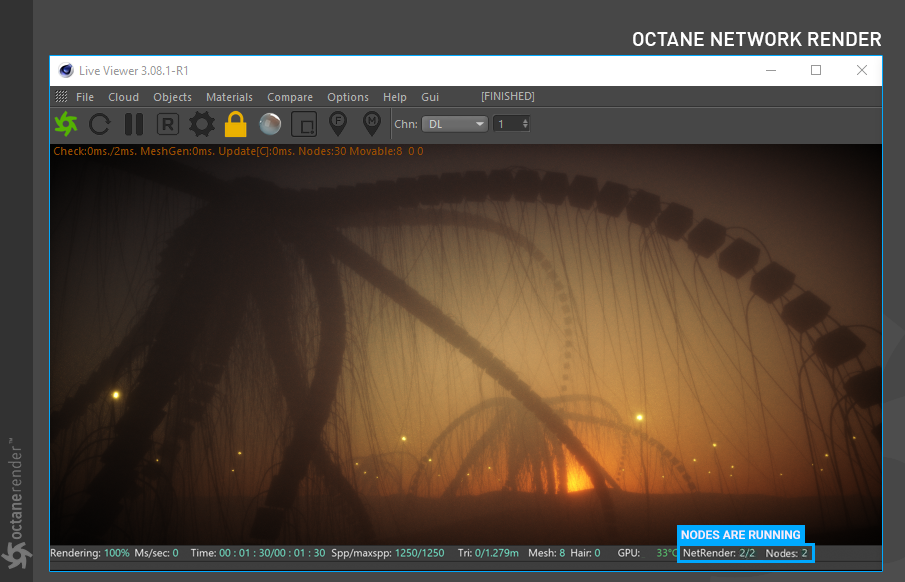 OCTANE NETWORK RENDER
Live Viewer 3.08.1-R1
File Cloud Objects Materials Compare Options Help Gui [FINISHED]
R F M Chn: DL 1
Check:0ms./2ms. MeshGen:0ms. Update[C]:0ms. Nodes:30 Movable:8 0 0
NODES ARE RUNNING
Rendering: 100% Ms/sec: 0 Time: 00 : 01 : 30/00 : 01 : 30 Spp/maxspp: 1250/1250 Tri: 0/1.279m Mesh: 8 Hair: 0 GPU: 33°C NetRender: 2/2 Nodes: 2
octanerender™